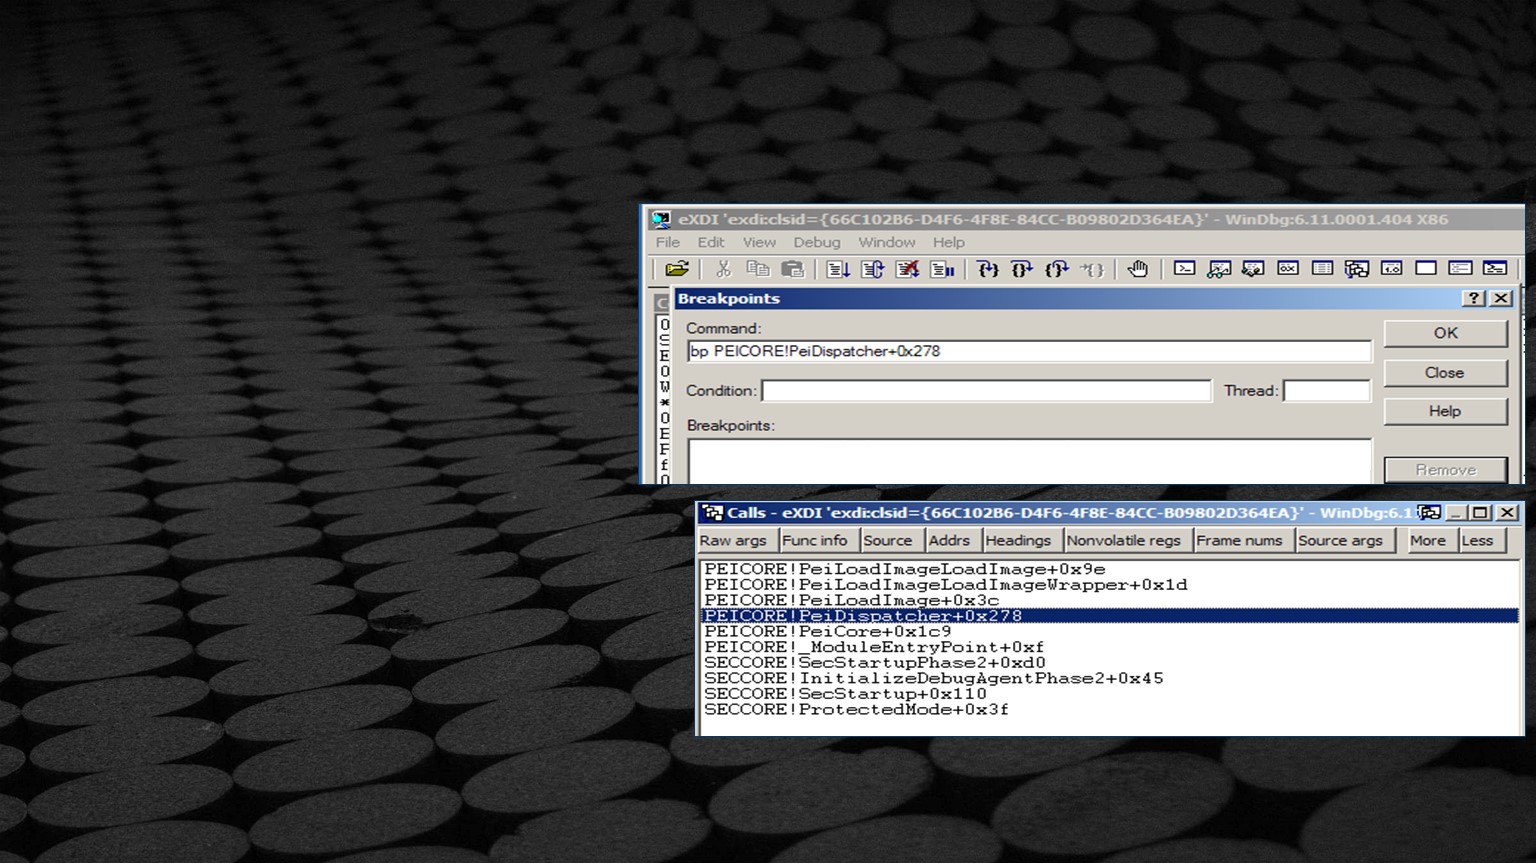 eXDI 'exdi:clsid={66C102B6-D4F6-4F8E-84CC-B09802D364EA}' - WinDbg:6.11.0001.404 X86
File Edit View Debug Window Help
Breakpoints
Command:
bp PEICORE!PeiDispatcher+0x278
OK
Close
Condition:
Thread:
Help
Breakpoints:
Remove
Calls - eXDI 'exdi:clsid={66C102B6-D4F6-4F8E-84CC-B09802D364EA}' - WinDbg:6.1
Raw args Func info Source Addrs Headings Nonvolatile regs Frame nums Source args More Less
PEICORE!PeiLoadImageLoadImage+0x9e
PEICORE!PeiLoadImageLoadImageWrapper+0x1d
PEICORE!PeiLoadImage+0x3c
PEICORE!PeiDispatcher+0x278
PEICORE!PeiCore+0x1c9
PEICORE!_ModuleEntryPoint+0xf
SECCORE!SecStartupPhase2+0xd0
SECCORE!InitializeDebugAgentPhase2+0x45
SECCORE!SecStartup+0x110
SECCORE!ProtectedMode+0x3f